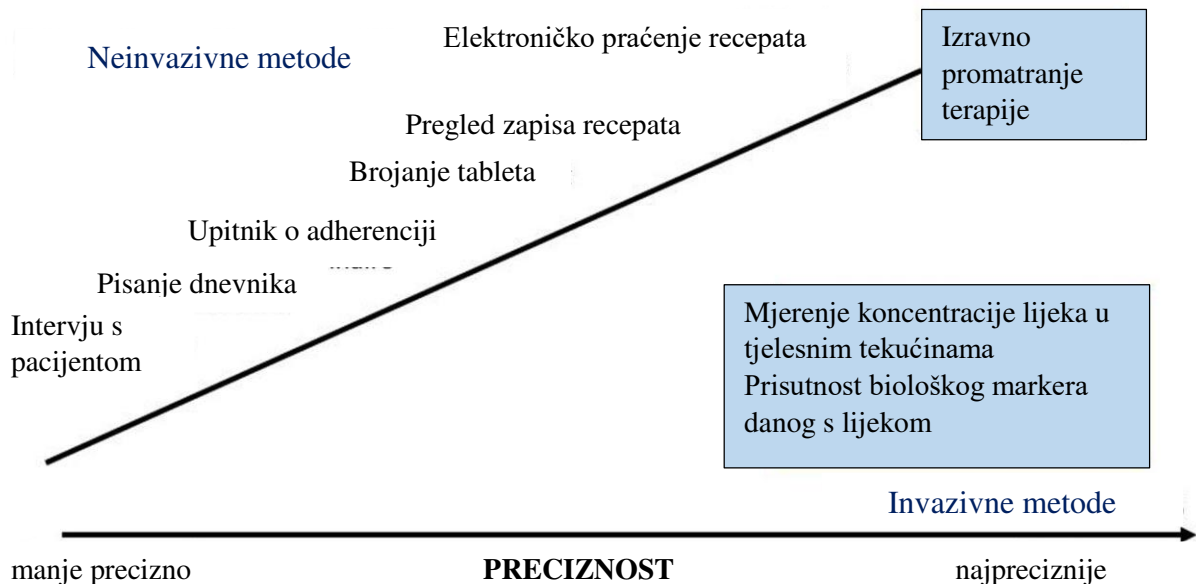 Elektroničko praćenje recepata
Neinvazivne metode
Izravno
promatranje
terapije
Pregled zapisa recepata
Brojanje tableta
Upitnik o adherenciji
Pisanje dnevnika
Intervju s
pacijentom
Mjerenje koncentracije lijeka u
tjelesnim tekućinama
Prisutnost biološkog markera
danog s lijekom
Invazivne metode
manje precizno
PRECIZNOST
najpreciznije